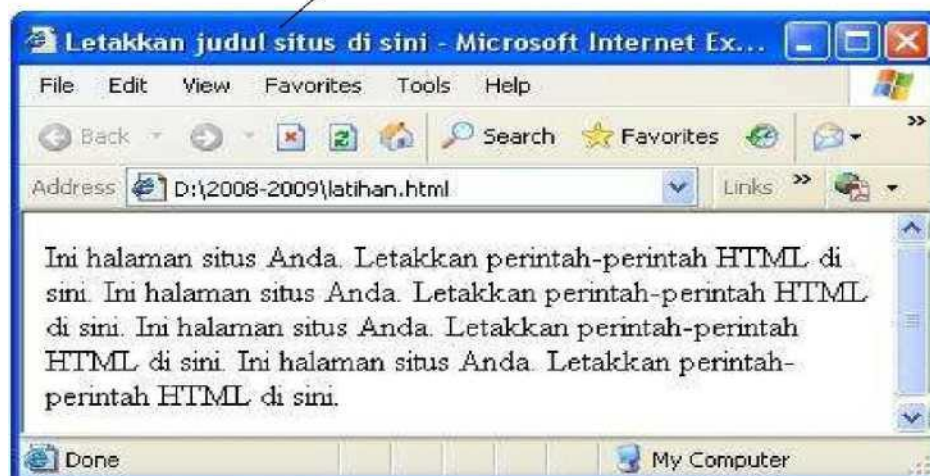 Letakkan judul situs di sini - Microsoft Internet Ex...
File Edit View Favorites Tools Help
Back Search Favorites »
Address D:\2008-2009\latihan.html Links »
Ini halaman situs Anda. Letakkan perintah-perintah HTML di
sini. Ini halaman situs Anda. Letakkan perintah-perintah HTML
di sini. Ini halaman situs Anda. Letakkan perintah-perintah
HTML di sini. Ini halaman situs Anda. Letakkan perintah-
perintah HTML di sini.
Done My Computer